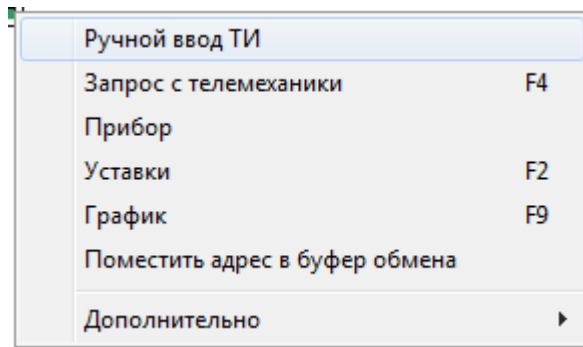 Ручной ввод ТИ
Запрос с телемеханики F4
Прибор
Уставки F2
График F9
Поместить адрес в буфер обмена
Дополнительно